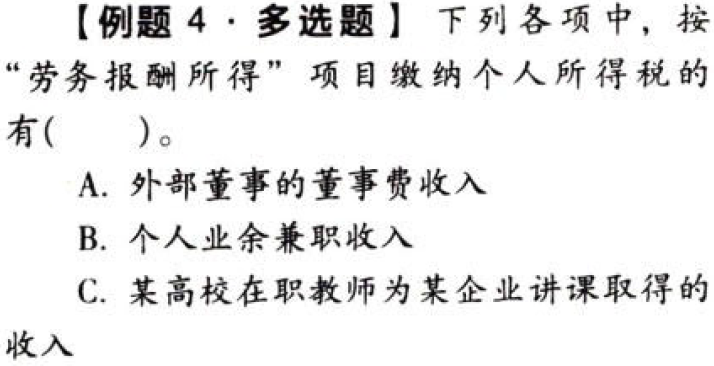 【例题 4 · 多选题】 下列各项中，按
“劳务报酬所得” 项目缴纳个人所得税的
有(　　)。
A. 外部董事的董事费收入
B. 个人业余兼职收入
C. 某高校在职教师为某企业讲课取得的
收入